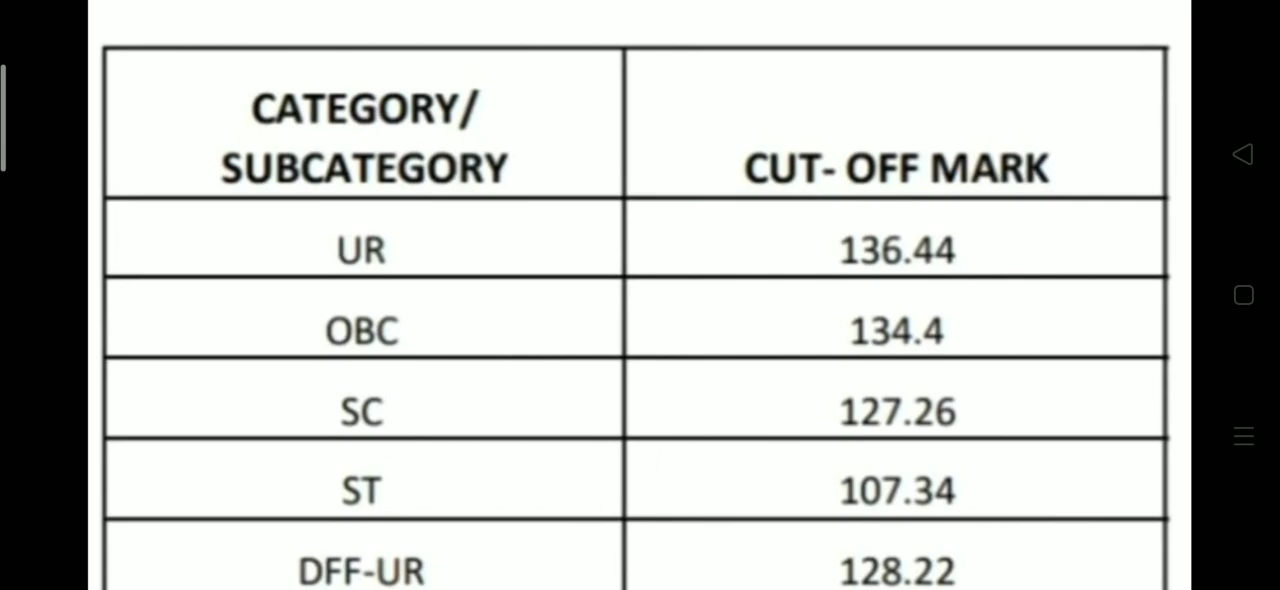 CATEGORY/
SUBCATEGORY
CUT- OFF MARK
UR 136.44
OBC 134.4
SC 127.26
ST 107.34
DFF-UR 128.22